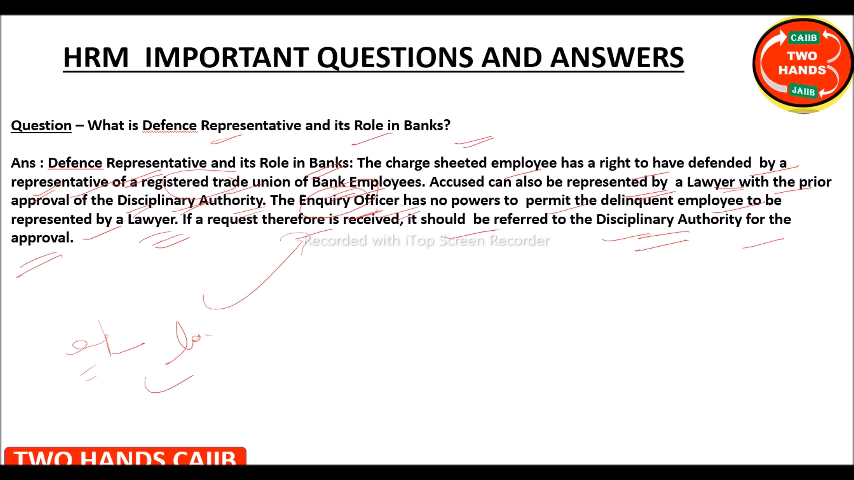 HRM IMPORTANT QUESTIONS AND ANSWERS
CAIIB
TWO
HANDS
JAIIB
Question – What is Defence Representative and its Role in Banks?
Ans : Defence Representative and its Role in Banks: The charge sheeted employee has a right to have defended by a
representative of a registered trade union of Bank Employees. Accused can also be represented by a Lawyer with the prior
approval of the Disciplinary Authority. The Enquiry Officer has no powers to permit the delinquent employee to be
represented by a Lawyer. If a request therefore is received, it should be referred to the Disciplinary Authority for the
approval.
Recorded with iTop Screen Recorder
TWO HANDS CAIIB